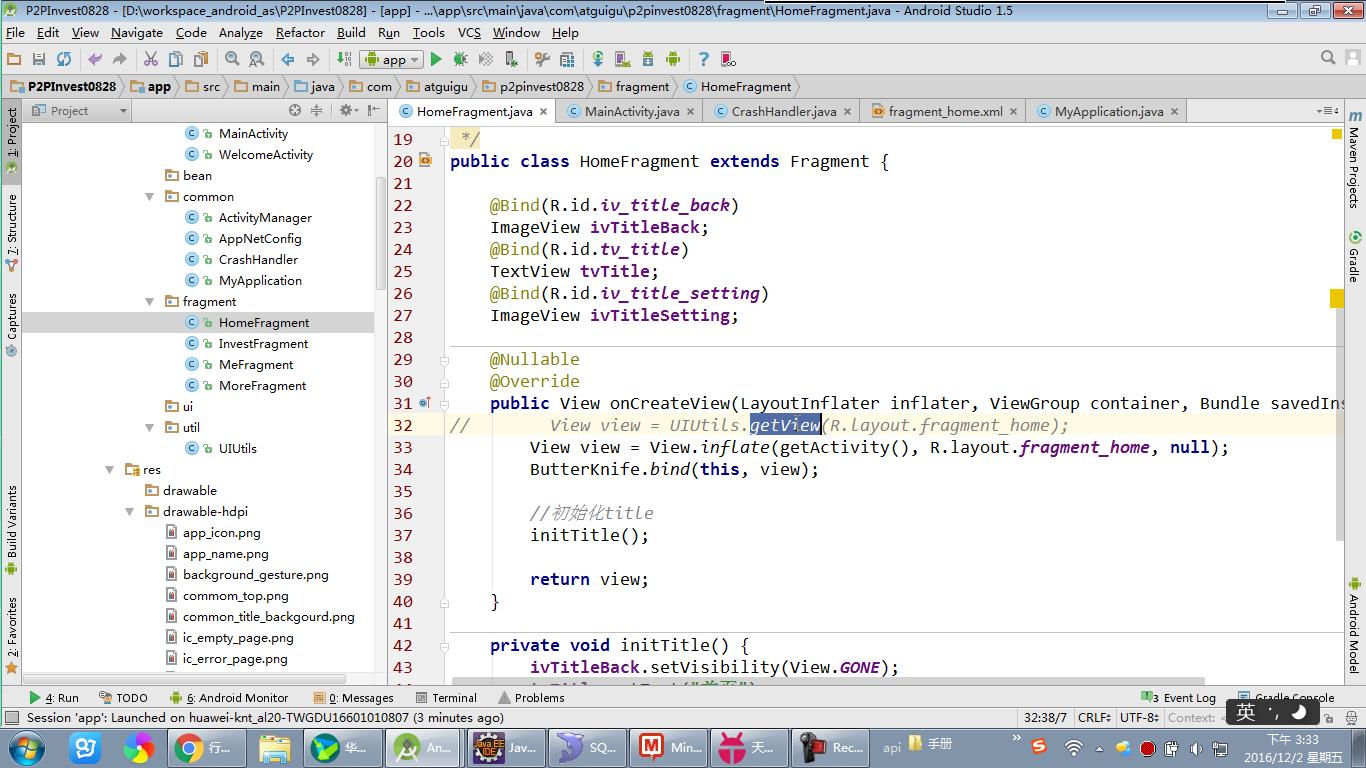 P2PInvest0828 - [D:\workspace_android_as\P2PInvest0828] - [app] - ...\app\src\main\java\com\atguigu\p2pinvest0828\fragment\HomeFragment.java - Android Studio 1.5
File Edit View Navigate Code Analyze Refactor Build Run Tools VCS Window Help
app
P2PInvest0828 app src main java com atguigu p2pinvest0828 fragment HomeFragment
Project
HomeFragment.java MainActivity.java CrashHandler.java fragment_home.xml MyApplication.java
1: Project
7: Structure
Captures
Build Variants
2: Favorites
MainActivity
WelcomeActivity
bean
common
ActivityManager
AppNetConfig
CrashHandler
MyApplication
fragment
HomeFragment
InvestFragment
MeFragment
MoreFragment
ui
util
UIUtils
res
drawable
drawable-hdpi
app_icon.png
app_name.png
background_gesture.png
commom_top.png
common_title_backgourd.png
ic_empty_page.png
ic_error_page.png
19 */
20 public class HomeFragment extends Fragment {
21
22 @Bind(R.id.iv_title_back)
23 ImageView ivTitleBack;
24 @Bind(R.id.tv_title)
25 TextView tvTitle;
26 @Bind(R.id.iv_title_setting)
27 ImageView ivTitleSetting;
28
29 @Nullable
30 @Override
31 public View onCreateView(LayoutInflater inflater, ViewGroup container, Bundle savedIns
32 // View view = UIUtils.getView(R.layout.fragment_home);
33 View view = View.inflate(getActivity(), R.layout.fragment_home, null);
34 ButterKnife.bind(this, view);
35
36 //初始化title
37 initTitle();
38
39 return view;
40 }
41
42 private void initTitle() {
43 ivTitleBack.setVisibility(View.GONE);
Maven Projects
Gradle
Android Model
4: Run TODO 6: Android Monitor 0: Messages Terminal Problems 3 Event Log Gradle Console
Session 'app': Launched on huawei-knt_al20-TWGDU16601010807 (3 minutes ago) 32:38/7 CRLF UTF-8 Context:
英
行... 华... An... Jav... SQ... Min... 天... Rec... api 手册
下午 3:33
2016/12/2 星期五